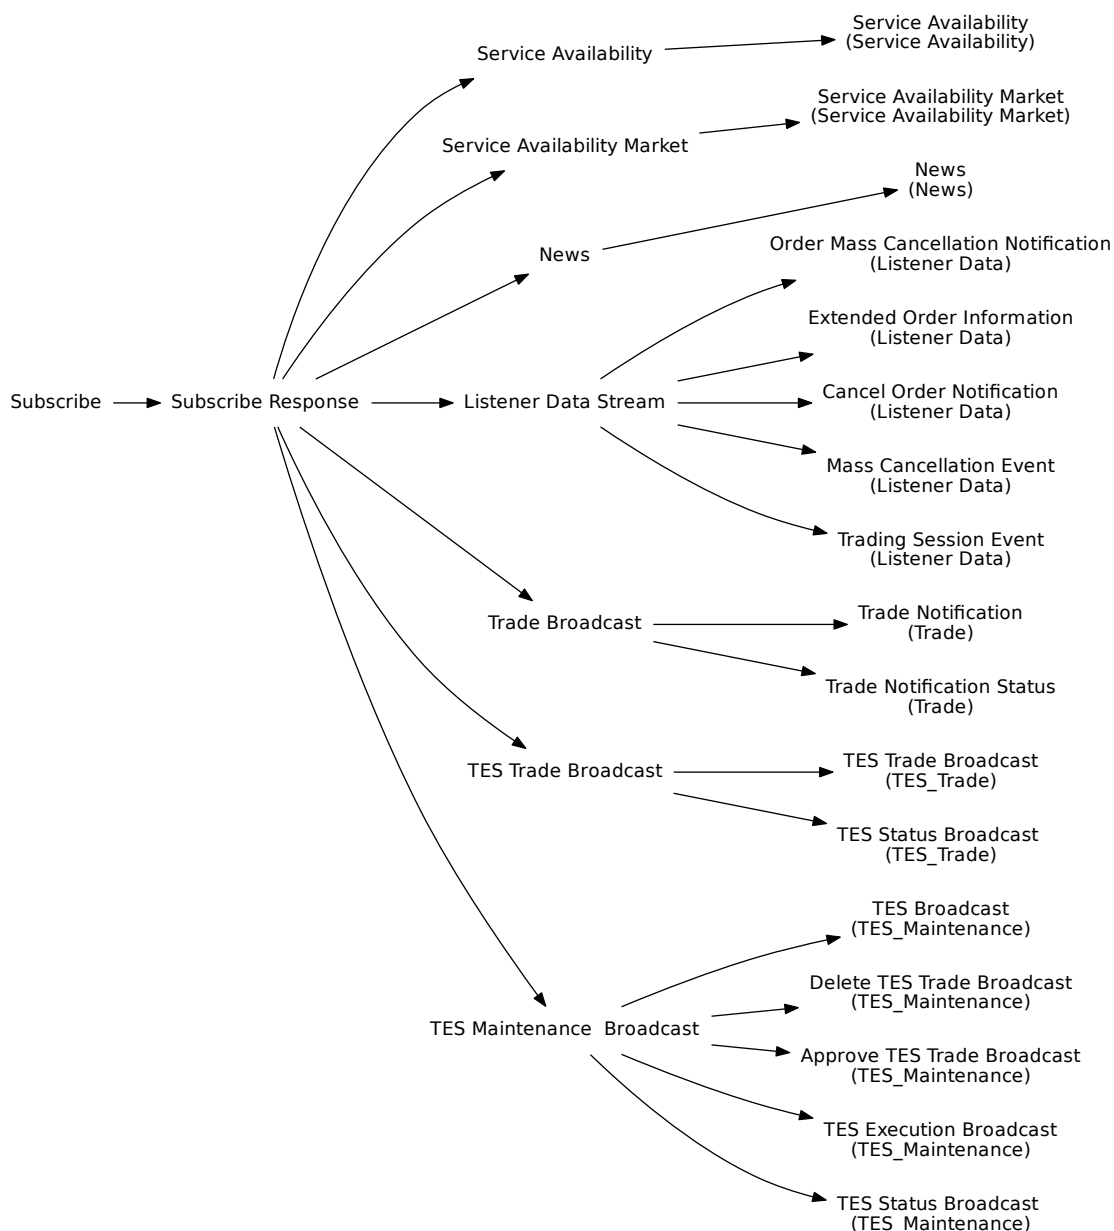 Service Availability
(Service Availability)
Service Availability
Service Availability Market
(Service Availability Market)
Service Availability Market
News
(News)
News
Order Mass Cancellation Notification
(Listener Data)
Extended Order Information
(Listener Data)
Subscribe
Subscribe Response
Listener Data Stream
Cancel Order Notification
(Listener Data)
Mass Cancellation Event
(Listener Data)
Trading Session Event
(Listener Data)
Trade Broadcast
Trade Notification
(Trade)
Trade Notification Status
(Trade)
TES Trade Broadcast
TES Trade Broadcast
(TES_Trade)
TES Status Broadcast
(TES_Trade)
TES Broadcast
(TES_Maintenance)
Delete TES Trade Broadcast
(TES_Maintenance)
TES Maintenance  Broadcast
Approve TES Trade Broadcast
(TES_Maintenance)
TES Execution Broadcast
(TES_Maintenance)
TES Status Broadcast
(TES_Maintenance)